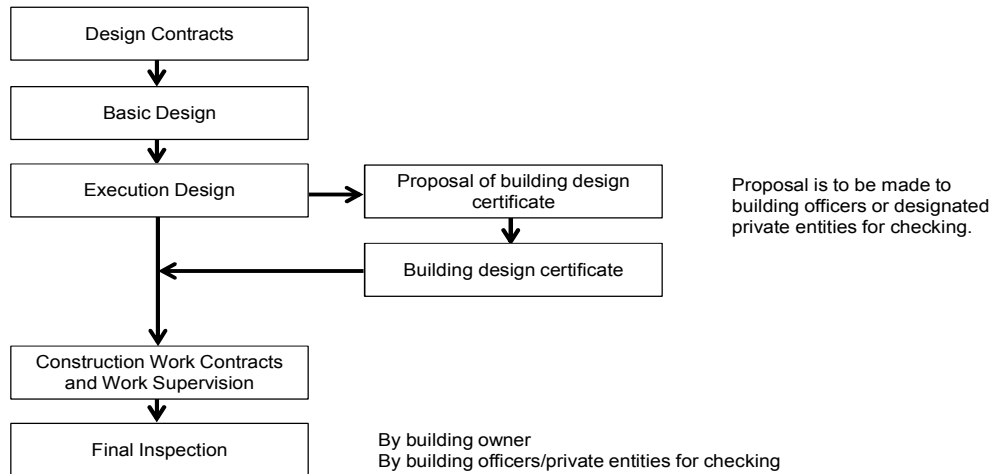 Design Contracts
Basic Design
Execution Design
Proposal of building design
certificate
Proposal is to be made to
building officers or designated
private entities for checking.
Building design certificate
Construction Work Contracts
and Work Supervision
Final Inspection
By building owner
By building officers/private entities for checking